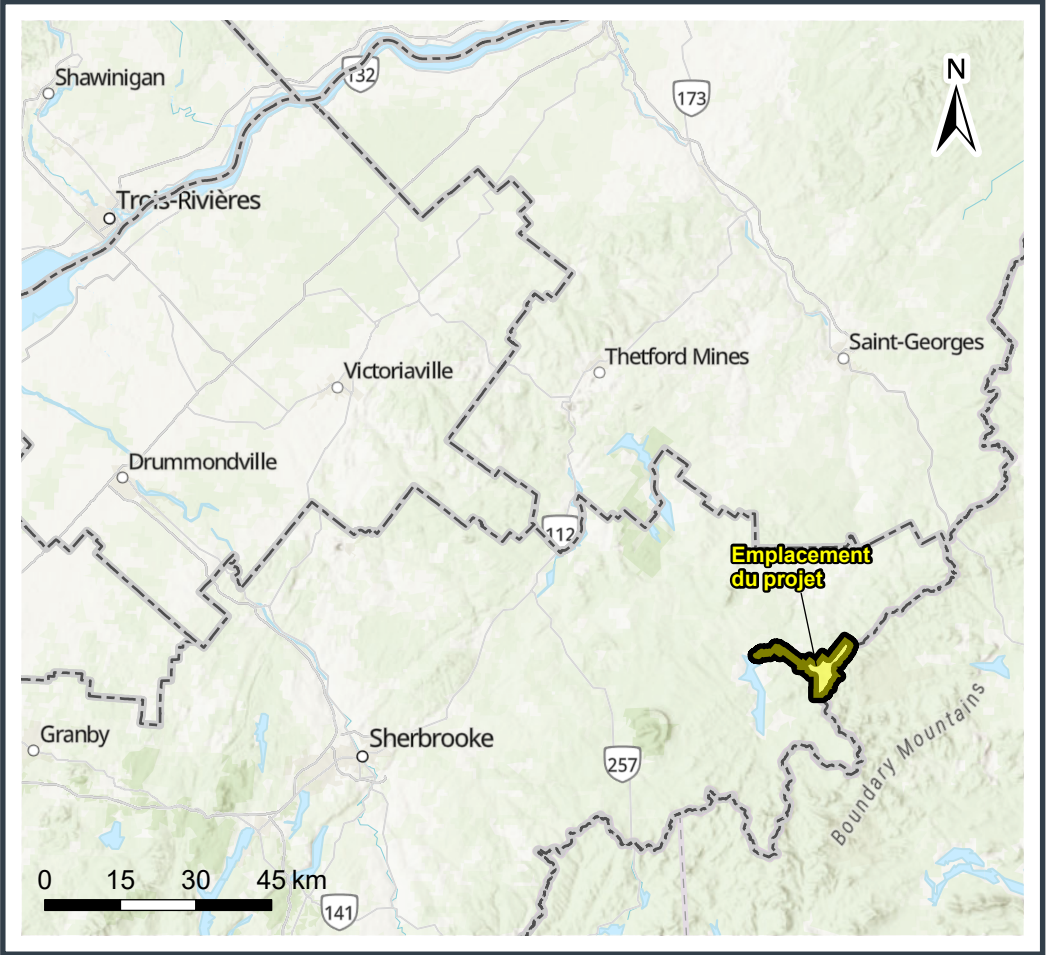 Shawinigan
132
173
N
Trois-Rivières
Saint-Georges
Thetford Mines
Victoriaville
Drummondville
112
Emplacement
du projet
Boundary Mountains
Granby
Sherbrooke
257
0 15 30 45 km
141